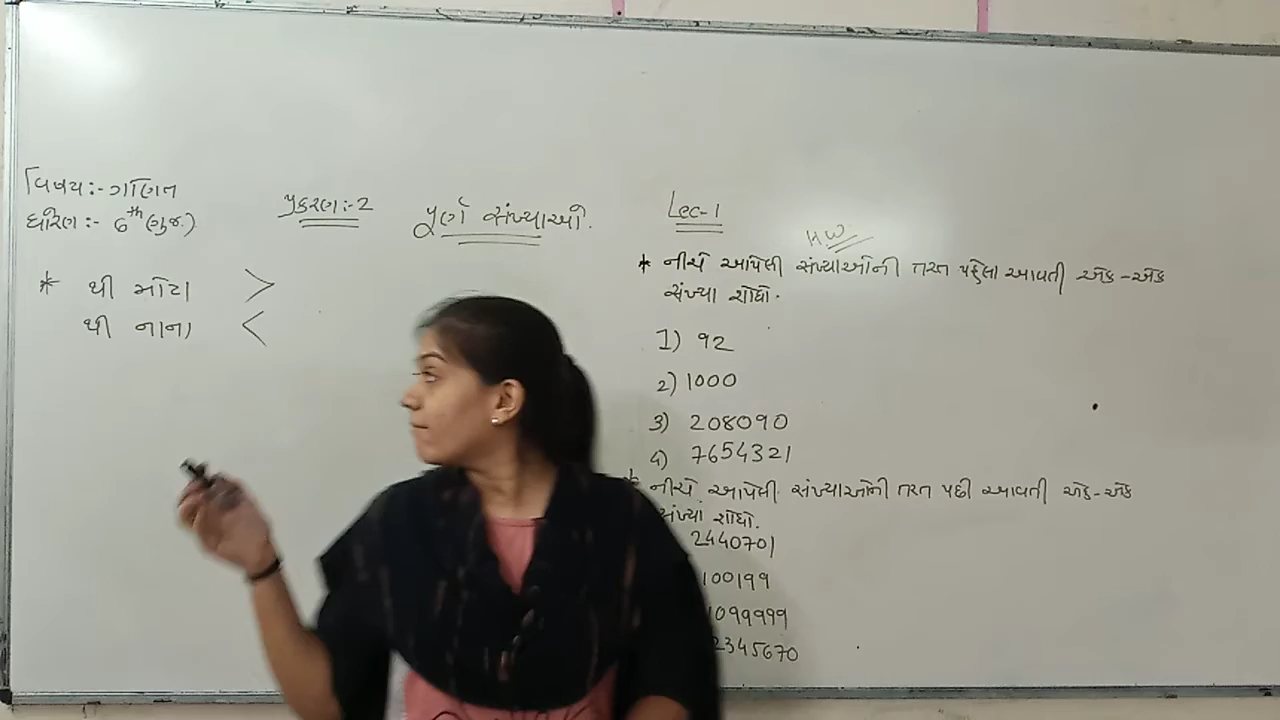 વિષય:- ગણિત
ધોરણ:- 6th (ગુજ.)
પ્રકરણ:-2
પૂર્ણ સંખ્યાઓ.
Lec-1
* થી મોટા >
થી નાના <
HW
* નીચે આપેલી સંખ્યાઓની તરત પહેલા આવતી એક-એક
સંખ્યા શોધો.
1) 92
2) 1000
3) 208090
4) 7654321
* નીચે આપેલી સંખ્યાઓની તરત પછી આવતી એક-એક
સંખ્યા શોધો.
2440701
100199
1099999
2345670